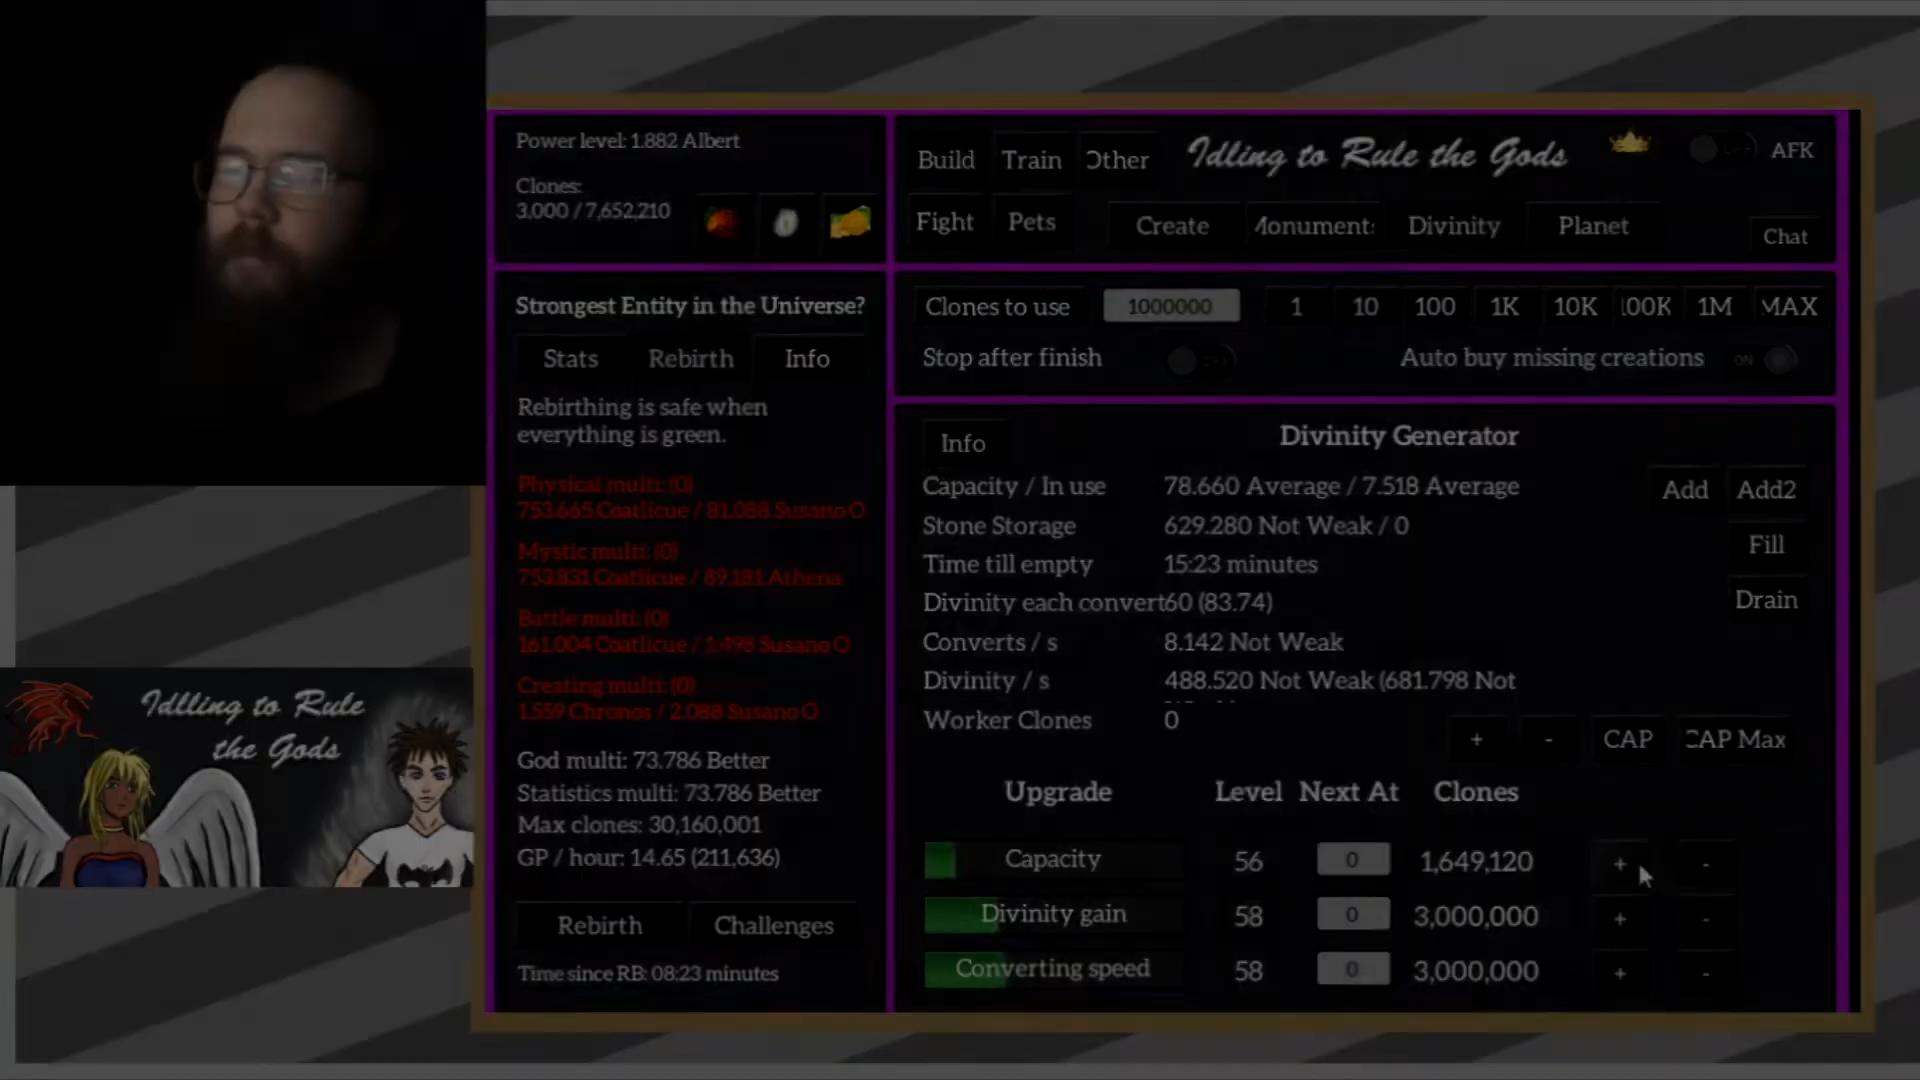 Power level: 1.882 Albert
Clones:
3,000 / 7,652,210
Build
Train
Other
Idling to Rule the Gods
AFK
Fight
Pets
Create
Monument:
Divinity
Planet
Chat
Strongest Entity in the Universe?
Stats
Rebirth
Info
Rebirthing is safe when
everything is green.
Physical multi: (0)
753.665 Coatlicue / 81.088 Susano O
Mystic multi: (0)
753.831 Coatlicue / 89.181 Athena
Battle multi: (0)
161.004 Coatlicue / 1.498 Susano O
Creating multi: (0)
1.559 Chronos / 2.088 Susano O
God multi: 73.786 Better
Statistics multi: 73.786 Better
Max clones: 30,160,001
GP / hour: 14.65 (211,636)
Rebirth
Challenges
Time since RB: 08:23 minutes
Clones to use
1000000
1
10
100
1K
10K
100K
1M
MAX
Stop after finish
OFF
Auto buy missing creations
ON
Info
Divinity Generator
Capacity / In use 78.660 Average / 7.518 Average
Add
Add2
Stone Storage 629.280 Not Weak / 0
Fill
Time till empty 15:23 minutes
Divinity each convert 60 (83.74)
Drain
Converts / s 8.142 Not Weak
Divinity / s 488.520 Not Weak (681.798 Not
Worker Clones 0
+ - CAP CAP Max
Upgrade Level Next At Clones
Capacity 56 0 1,649,120 + -
Divinity gain 58 0 3,000,000 + -
Converting speed 58 0 3,000,000 + -
Idlling to Rule
the Gods